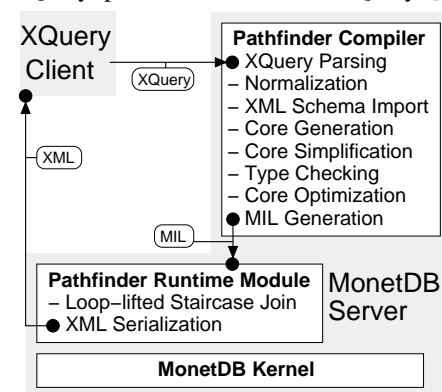 XQuery
Client
XQuery
Pathfinder Compiler
XQuery Parsing
– Normalization
– XML Schema Import
– Core Generation
– Core Simplification
– Type Checking
– Core Optimization
MIL Generation
XML
MIL
Pathfinder Runtime Module
– Loop–lifted Staircase Join
XML Serialization
MonetDB
Server
MonetDB Kernel